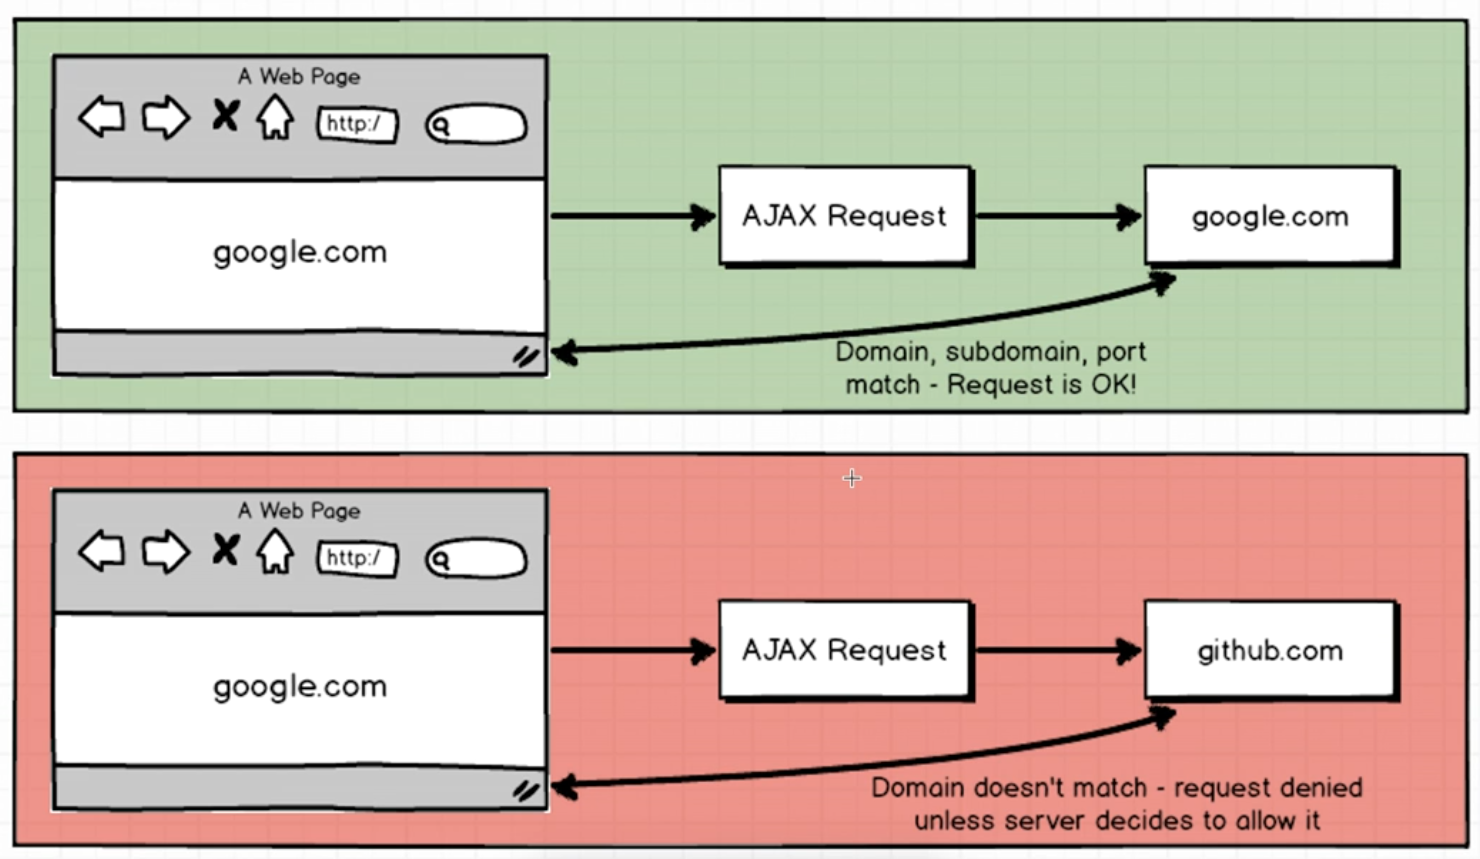 A Web Page
http:/
google.com
AJAX Request
google.com
Domain, subdomain, port
match - Request is OK!
A Web Page
http:/
google.com
AJAX Request
github.com
Domain doesn't match - request denied
unless server decides to allow it